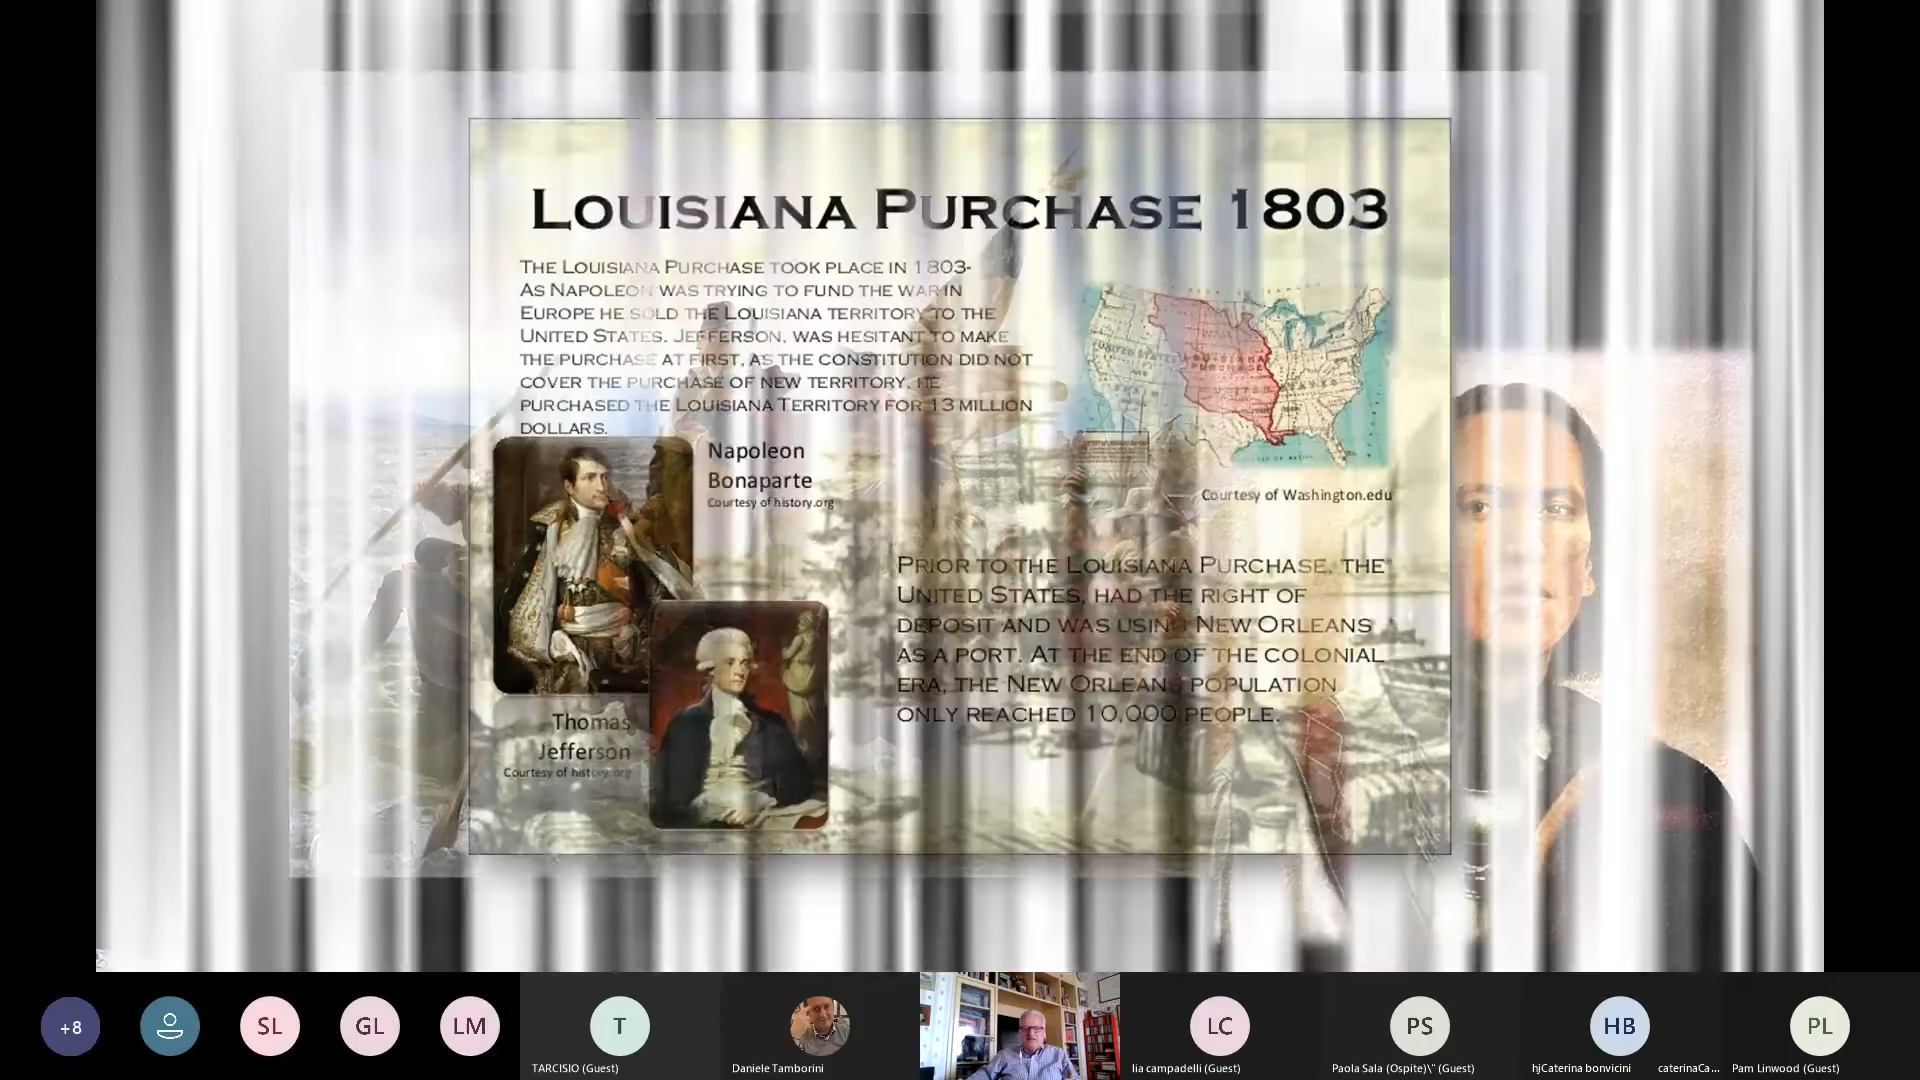 LOUISIANA PURCHASE 1803
THE LOUISIANA PURCHASE TOOK PLACE IN 1803-
AS NAPOLEON WAS TRYING TO FUND THE WAR IN
EUROPE HE SOLD THE LOUISIANA TERRITORY TO THE
UNITED STATES. JEFFERSON, WAS HESITANT TO MAKE
THE PURCHASE AT FIRST, AS THE CONSTITUTION DID NOT
COVER THE PURCHASE OF NEW TERRITORY. HE
PURCHASED THE LOUISIANA TERRITORY FOR 13 MILLION
DOLLARS.
Napoleon
Bonaparte
Courtesy of history.org
Thomas
Jefferson
Courtesy of history.org
UNITED STATES
LOUISIANA
PURCHASE
Courtesy of Washington.edu
PRIOR TO THE LOUISIANA PURCHASE, THE
UNITED STATES, HAD THE RIGHT OF
DEPOSIT AND WAS USING NEW ORLEANS
AS A PORT. AT THE END OF THE COLONIAL
ERA, THE NEW ORLEANS POPULATION
ONLY REACHED 10,000 PEOPLE.
+8
SL
GL
LM
T
TARCISIO (Guest)
Daniele Tamborini
LC
lia campadelli (Guest)
PS
Paola Sala (Ospite)\" (Guest)
HB
hjCaterina bonvicini caterinaCa...
PL
Pam Linwood (Guest)